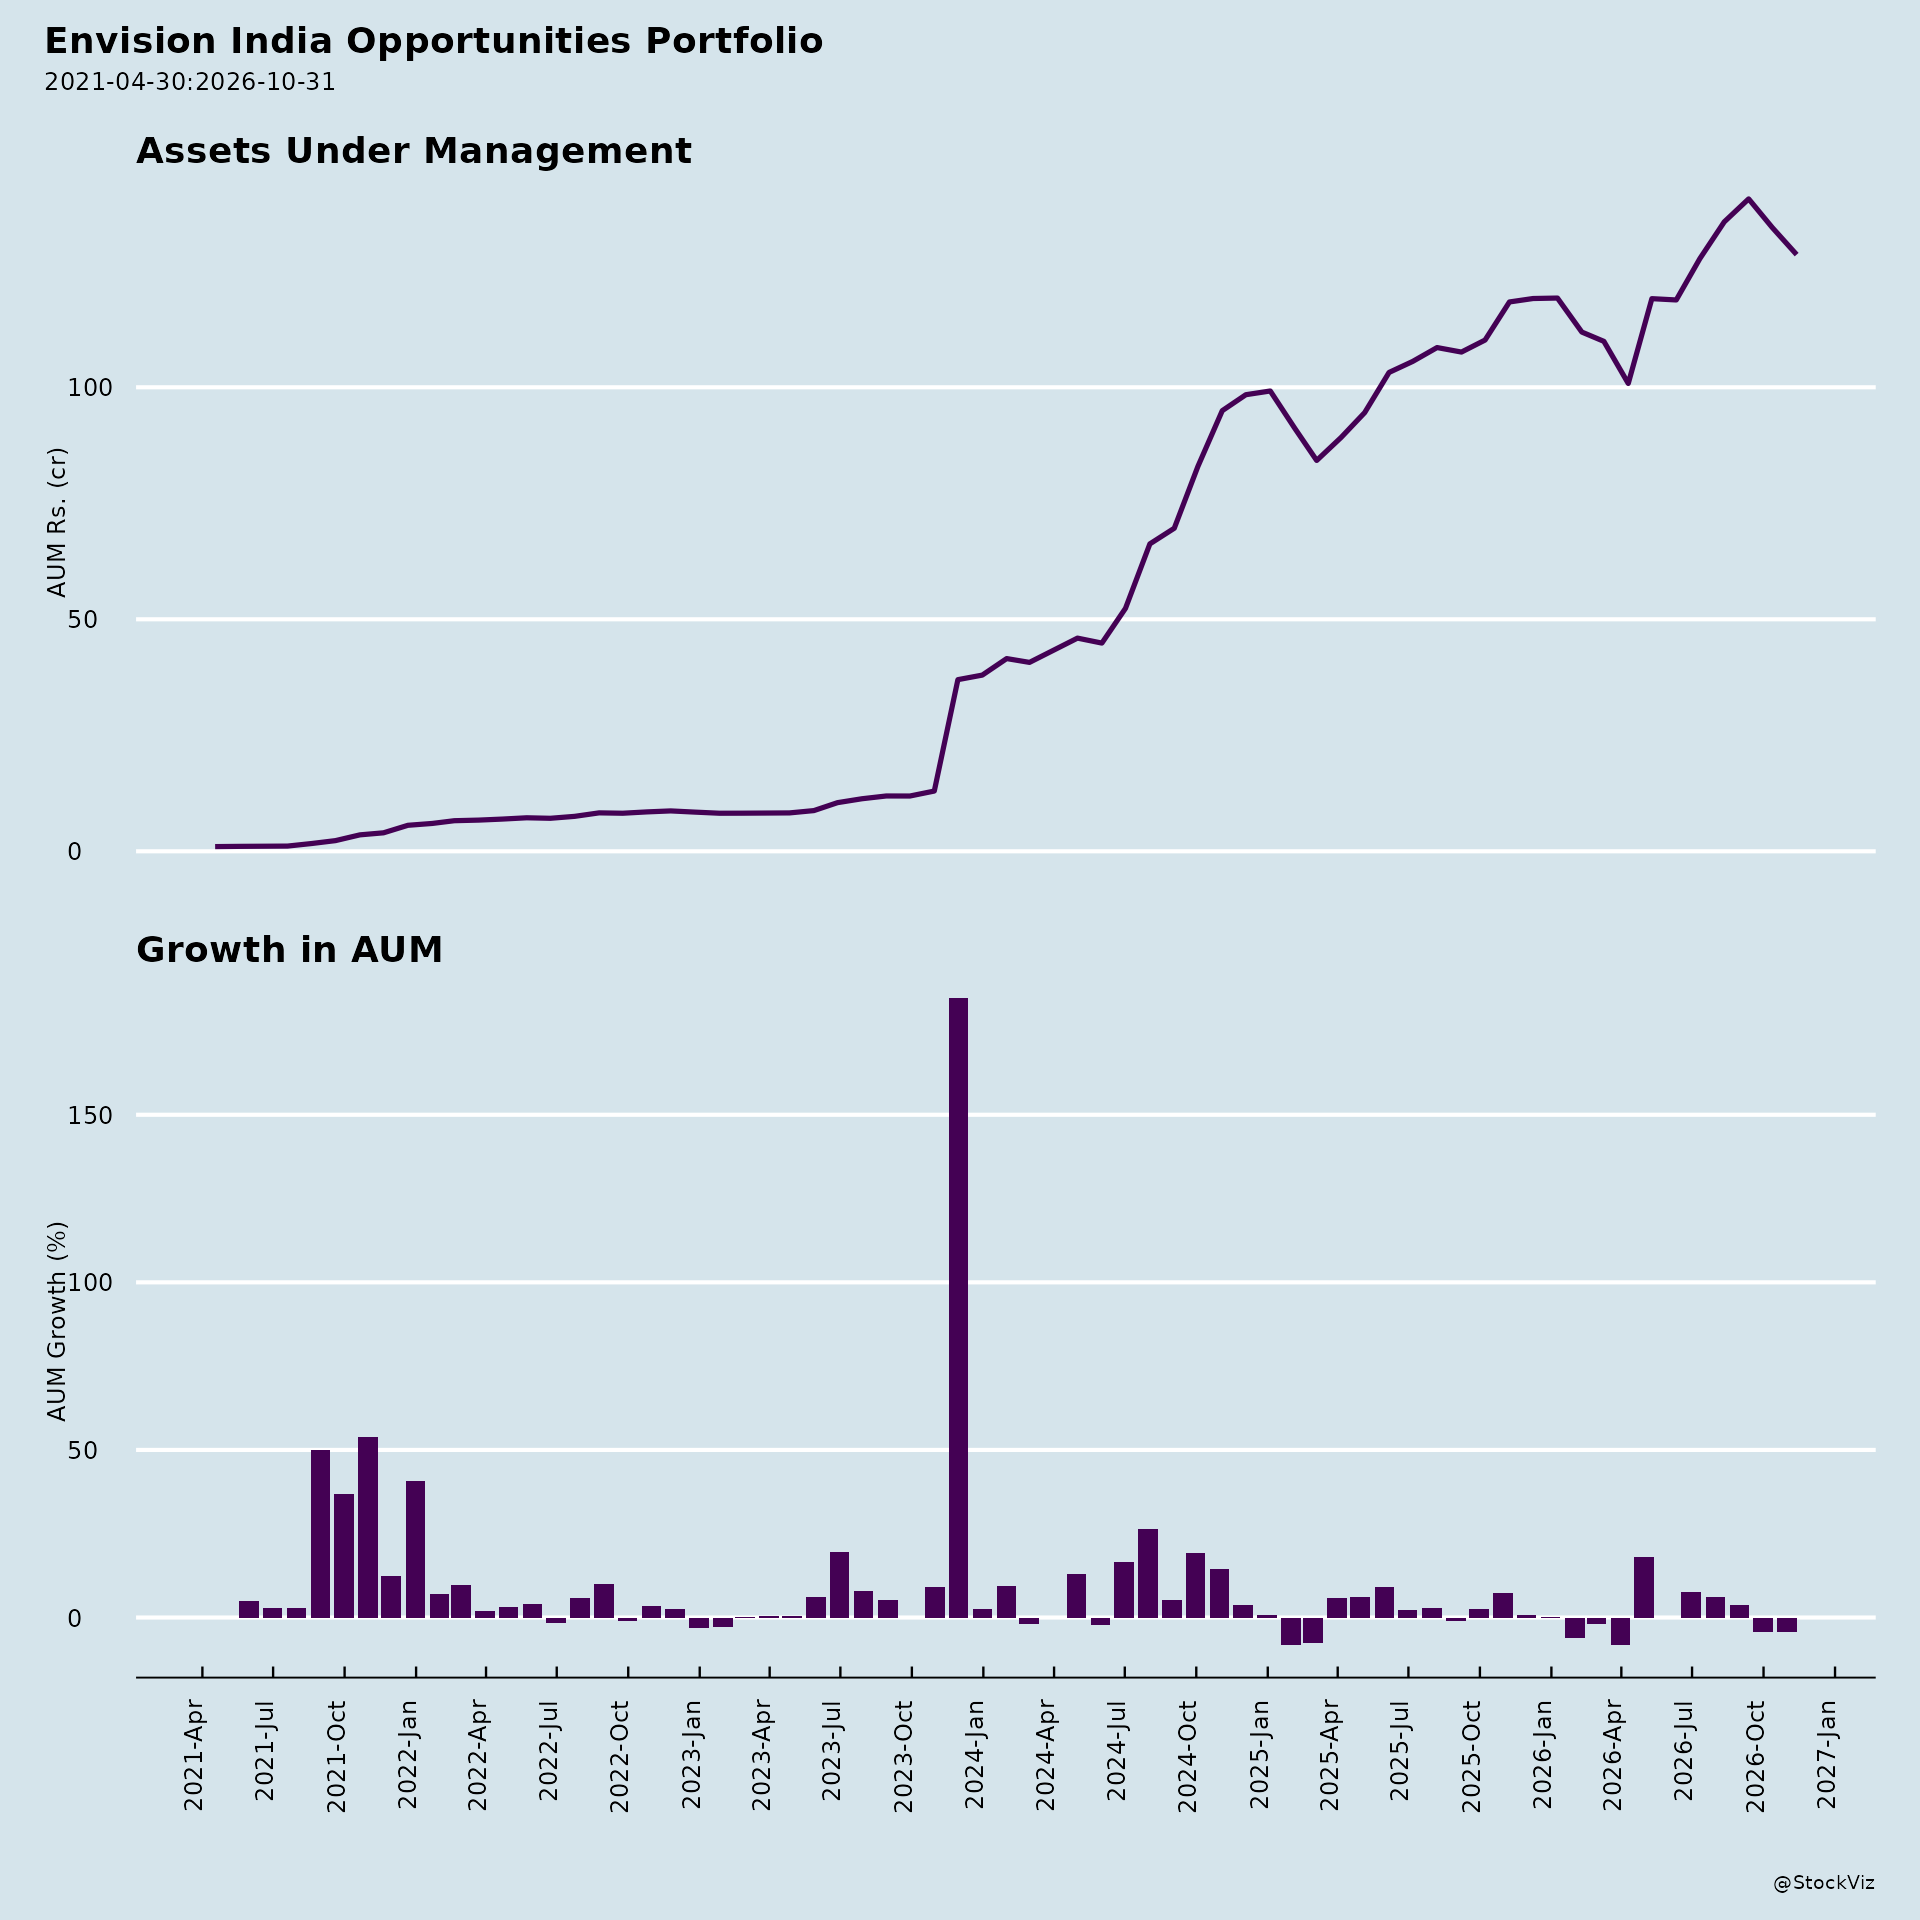 Envision India Opportunities Portfolio
2021-04-30:2026-10-31
Assets Under Management
AUM Rs. (cr)
100
50
0
Growth in AUM
AUM Growth (%)
150
100
50
0
2021-Apr
2021-Jul
2021-Oct
2022-Jan
2022-Apr
2022-Jul
2022-Oct
2023-Jan
2023-Apr
2023-Jul
2023-Oct
2024-Jan
2024-Apr
2024-Jul
2024-Oct
2025-Jan
2025-Apr
2025-Jul
2025-Oct
2026-Jan
2026-Apr
2026-Jul
2026-Oct
2027-Jan
@StockViz